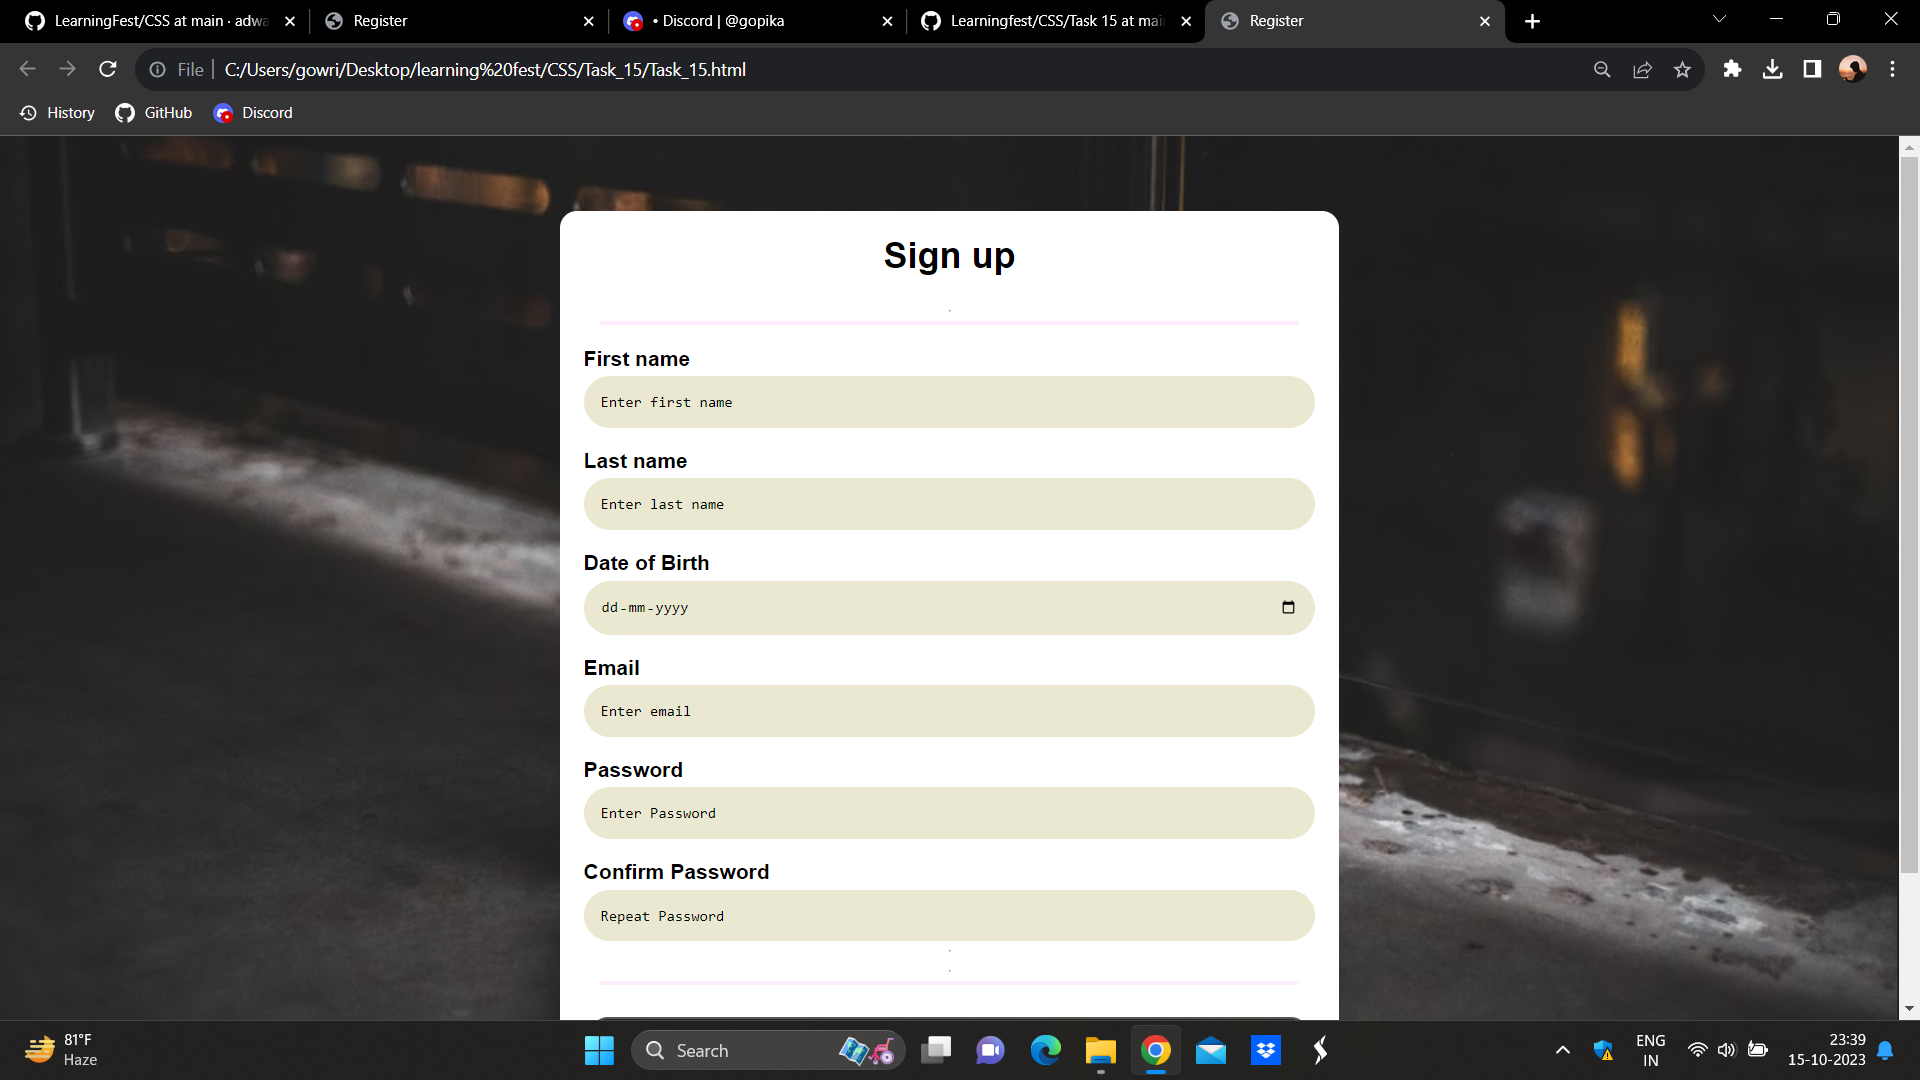 LearningFest/CSS at main · adwa
Register
• Discord | @gopika
Learningfest/CSS/Task 15 at mai
Register
File
C:/Users/gowri/Desktop/learning%20fest/CSS/Task_15/Task_15.html
History
GitHub
Discord
Sign up
First name
Enter first name
Last name
Enter last name
Date of Birth
dd-mm-yyyy
Email
Enter email
Password
Enter Password
Confirm Password
Repeat Password
81°F
Haze
Search
ENG
IN
23:39
15-10-2023